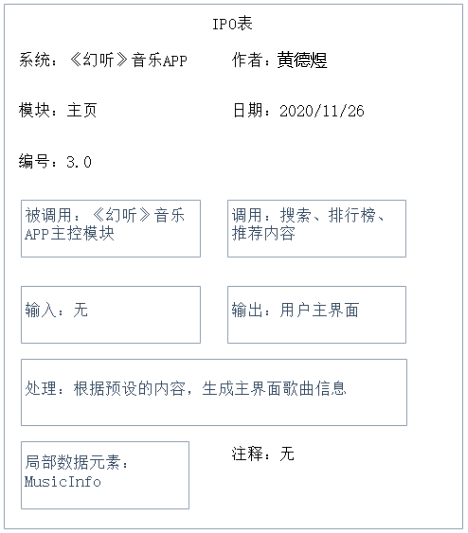 IPO表
系统：《幻听》音乐APP
作者：黄德煜
模块：主页
日期：2020/11/26
编号：3.0
被调用：《幻听》音乐
APP主控模块
调用：搜索、排行榜、
推荐内容
输入：无
输出：用户主界面
处理：根据预设的内容，生成主界面歌曲信息
局部数据元素：
MusicInfo
注释：无